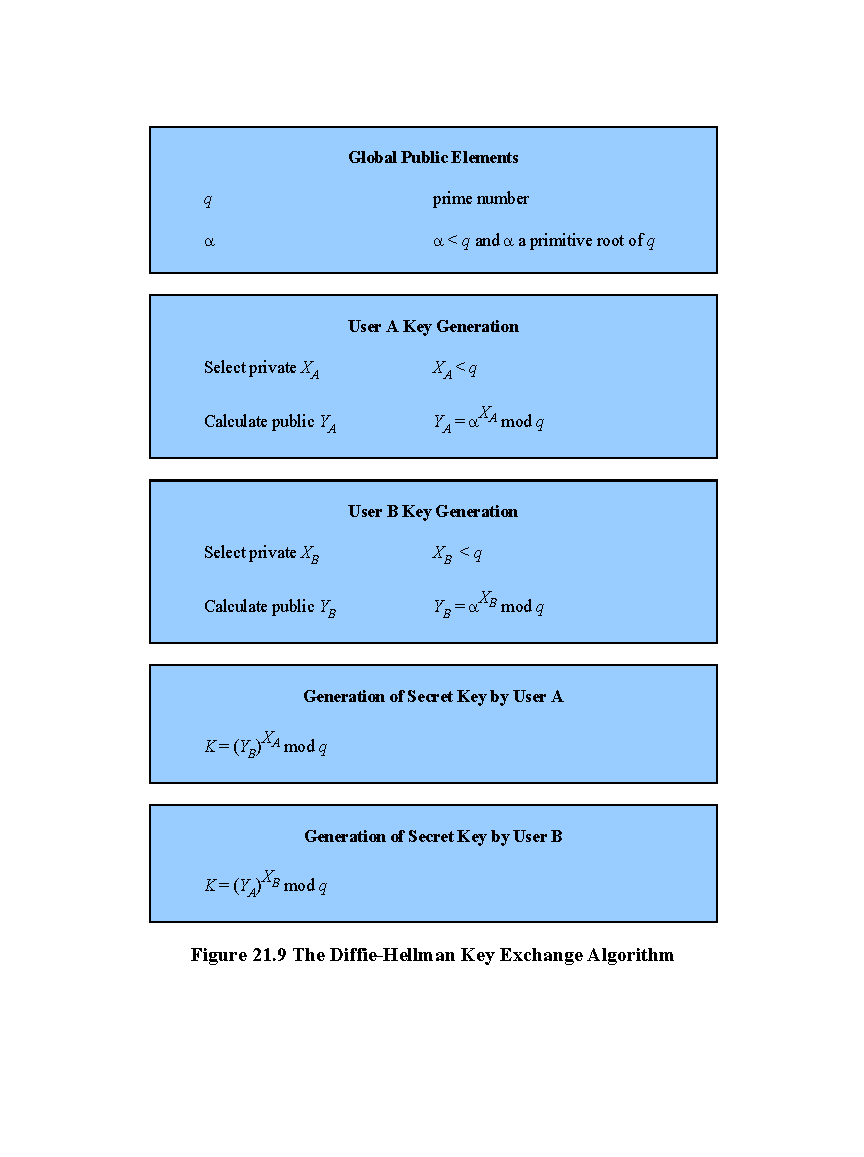 Global Public Elements
q prime number
α α < q and α a primitive root of q
User A Key Generation
Select private X_A X_A < q
Calculate public Y_A Y_A = α^{X_A} mod q
User B Key Generation
Select private X_B X_B < q
Calculate public Y_B Y_B = α^{X_B} mod q
Generation of Secret Key by User A
K = (Y_B)^{X_A} mod q
Generation of Secret Key by User B
K = (Y_A)^{X_B} mod q
Figure 21.9 The Diffie-Hellman Key Exchange Algorithm